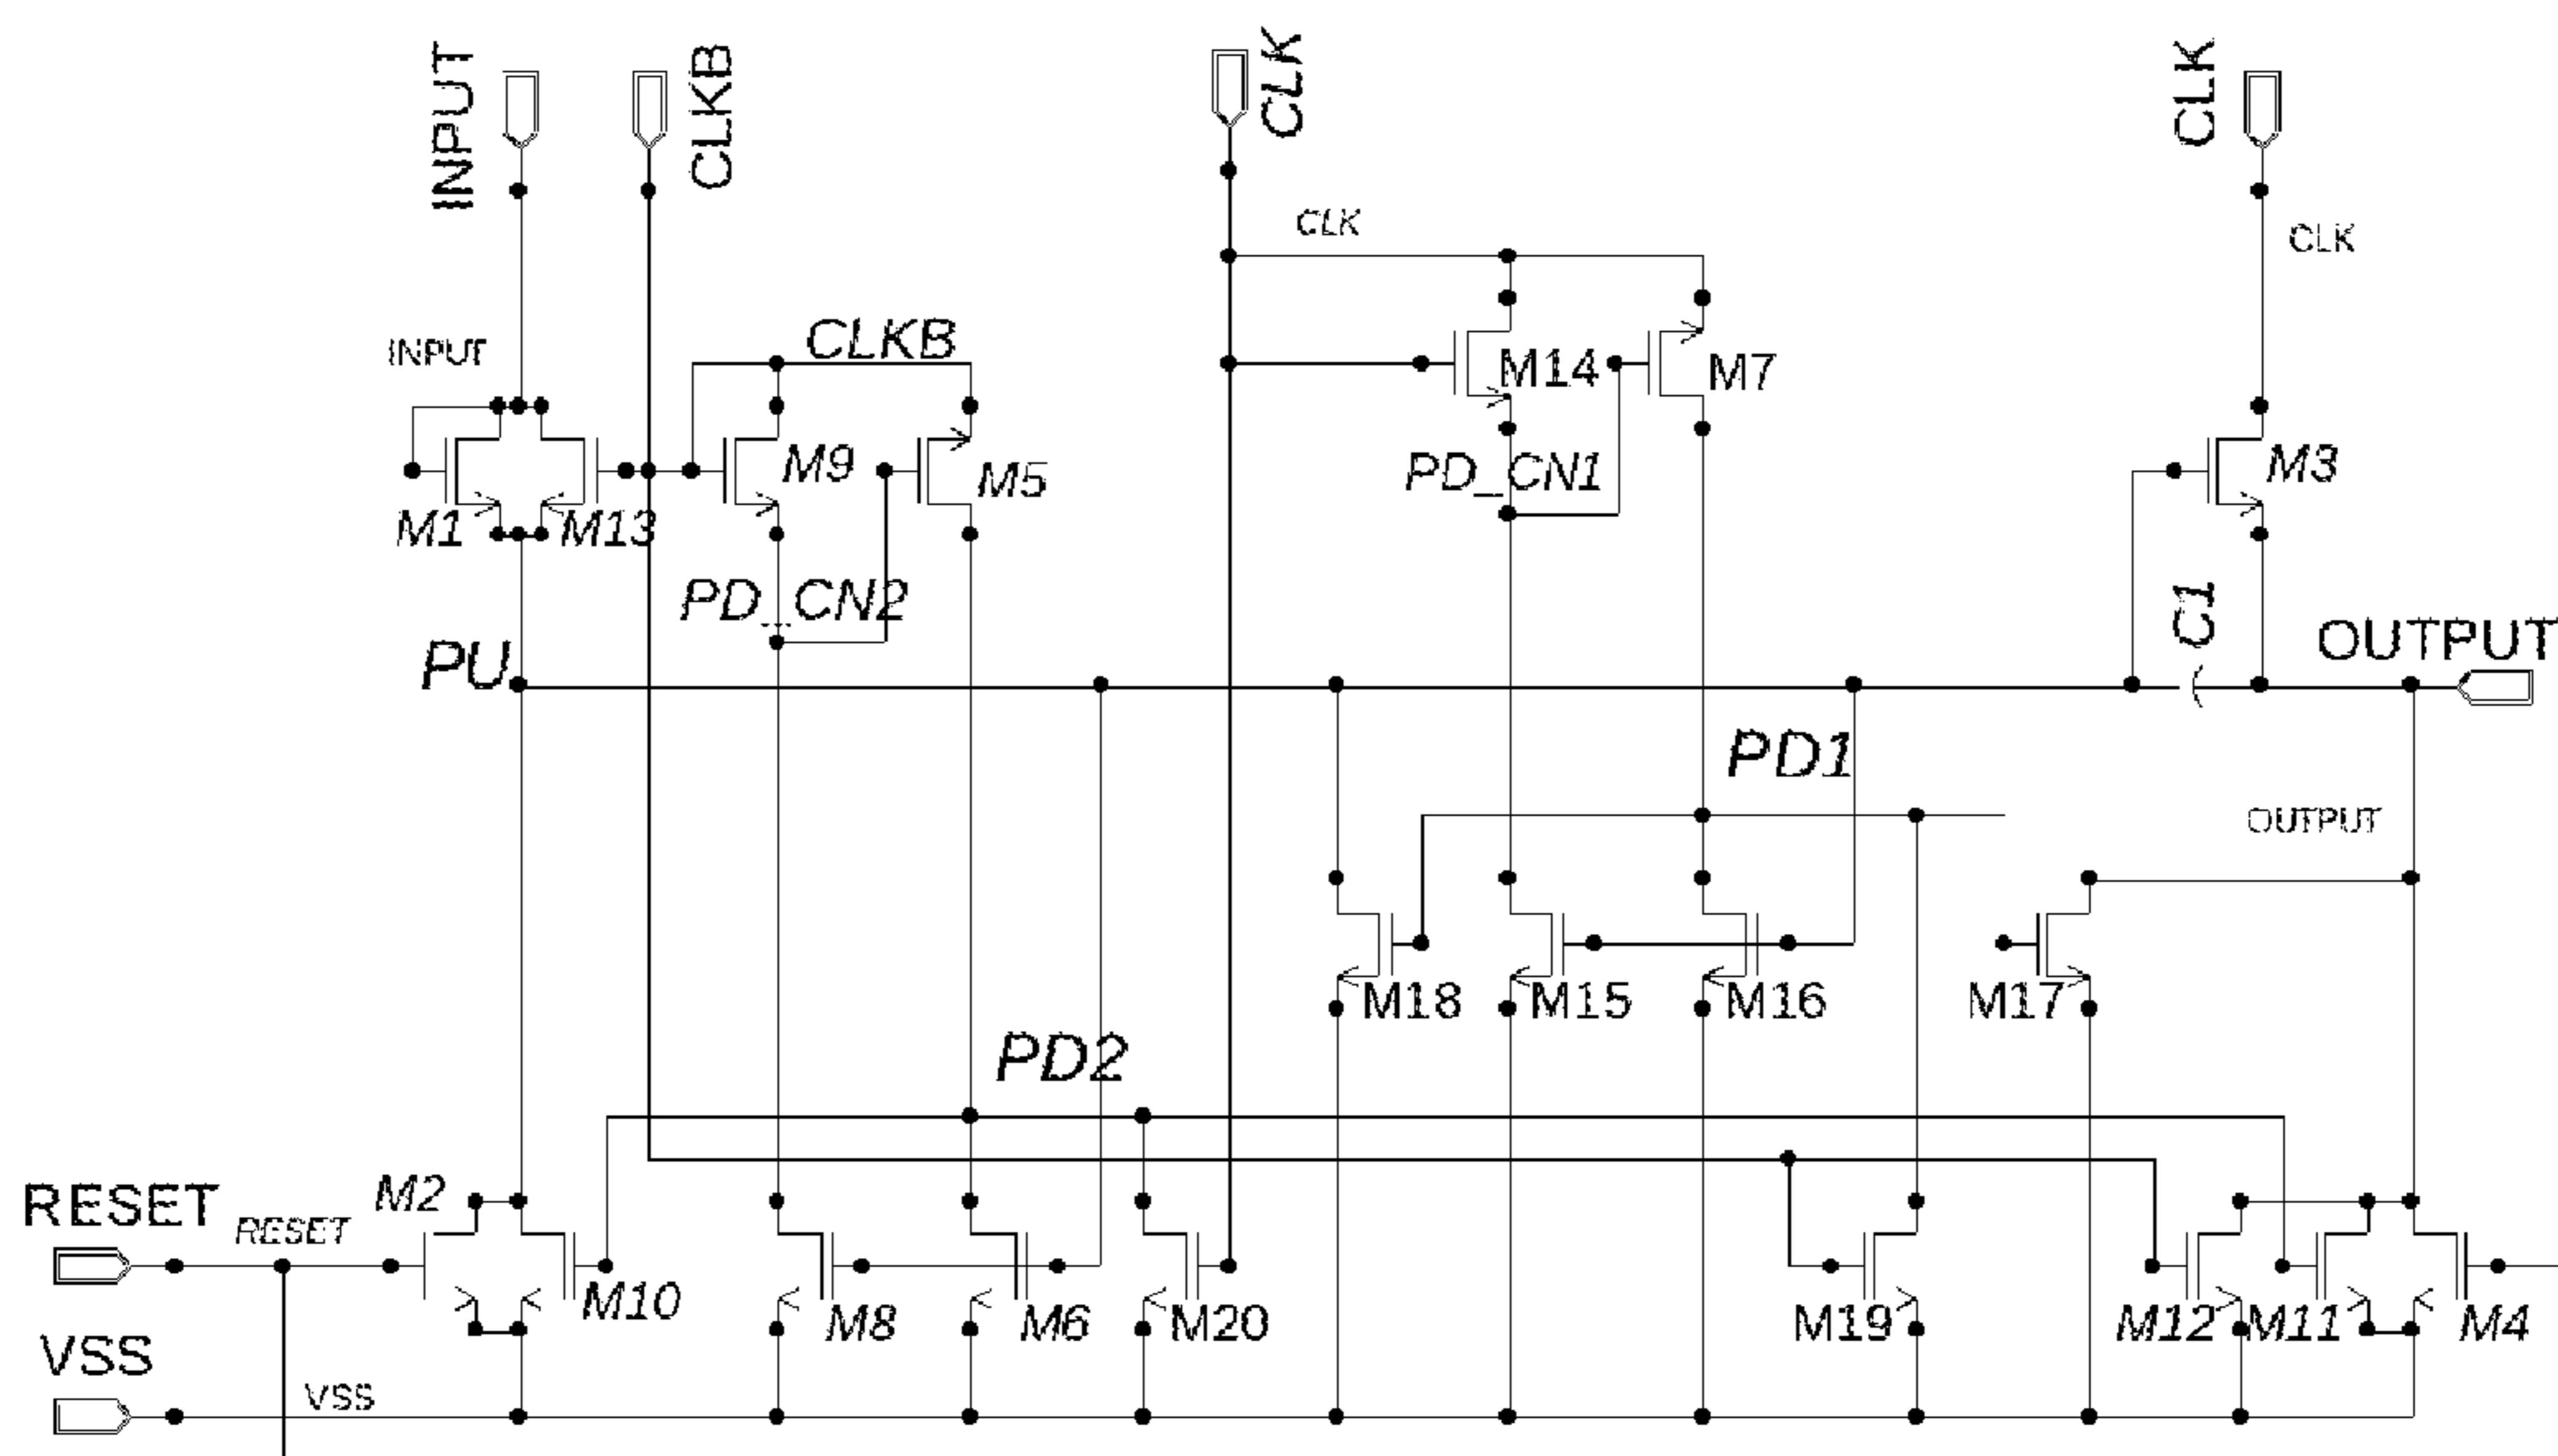 INPUT
CLKB
CLK
CLK
CLK
CLK
INPUT
CLKB
M14
M7
M9
M5
PD_CN1
M3
M1
M13
PD_CN2
C1
PU
OUTPUT
PD1
OUTPUT
M18
M15
M16
M17
PD2
M2
RESET
RESET
M10
M8
M6
M20
M19
M12
M11
M4
VSS
VSS